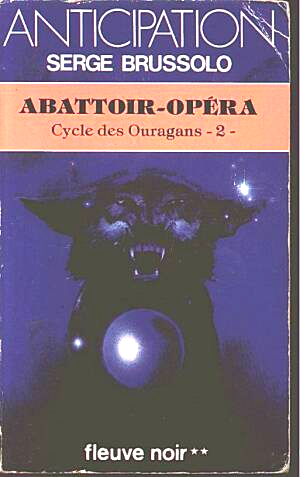 ANTICIPATION
SERGE BRUSSOLO
ABATTOIR-OPÉRA
Cycle des Ouragans -2-
fleuve noir**